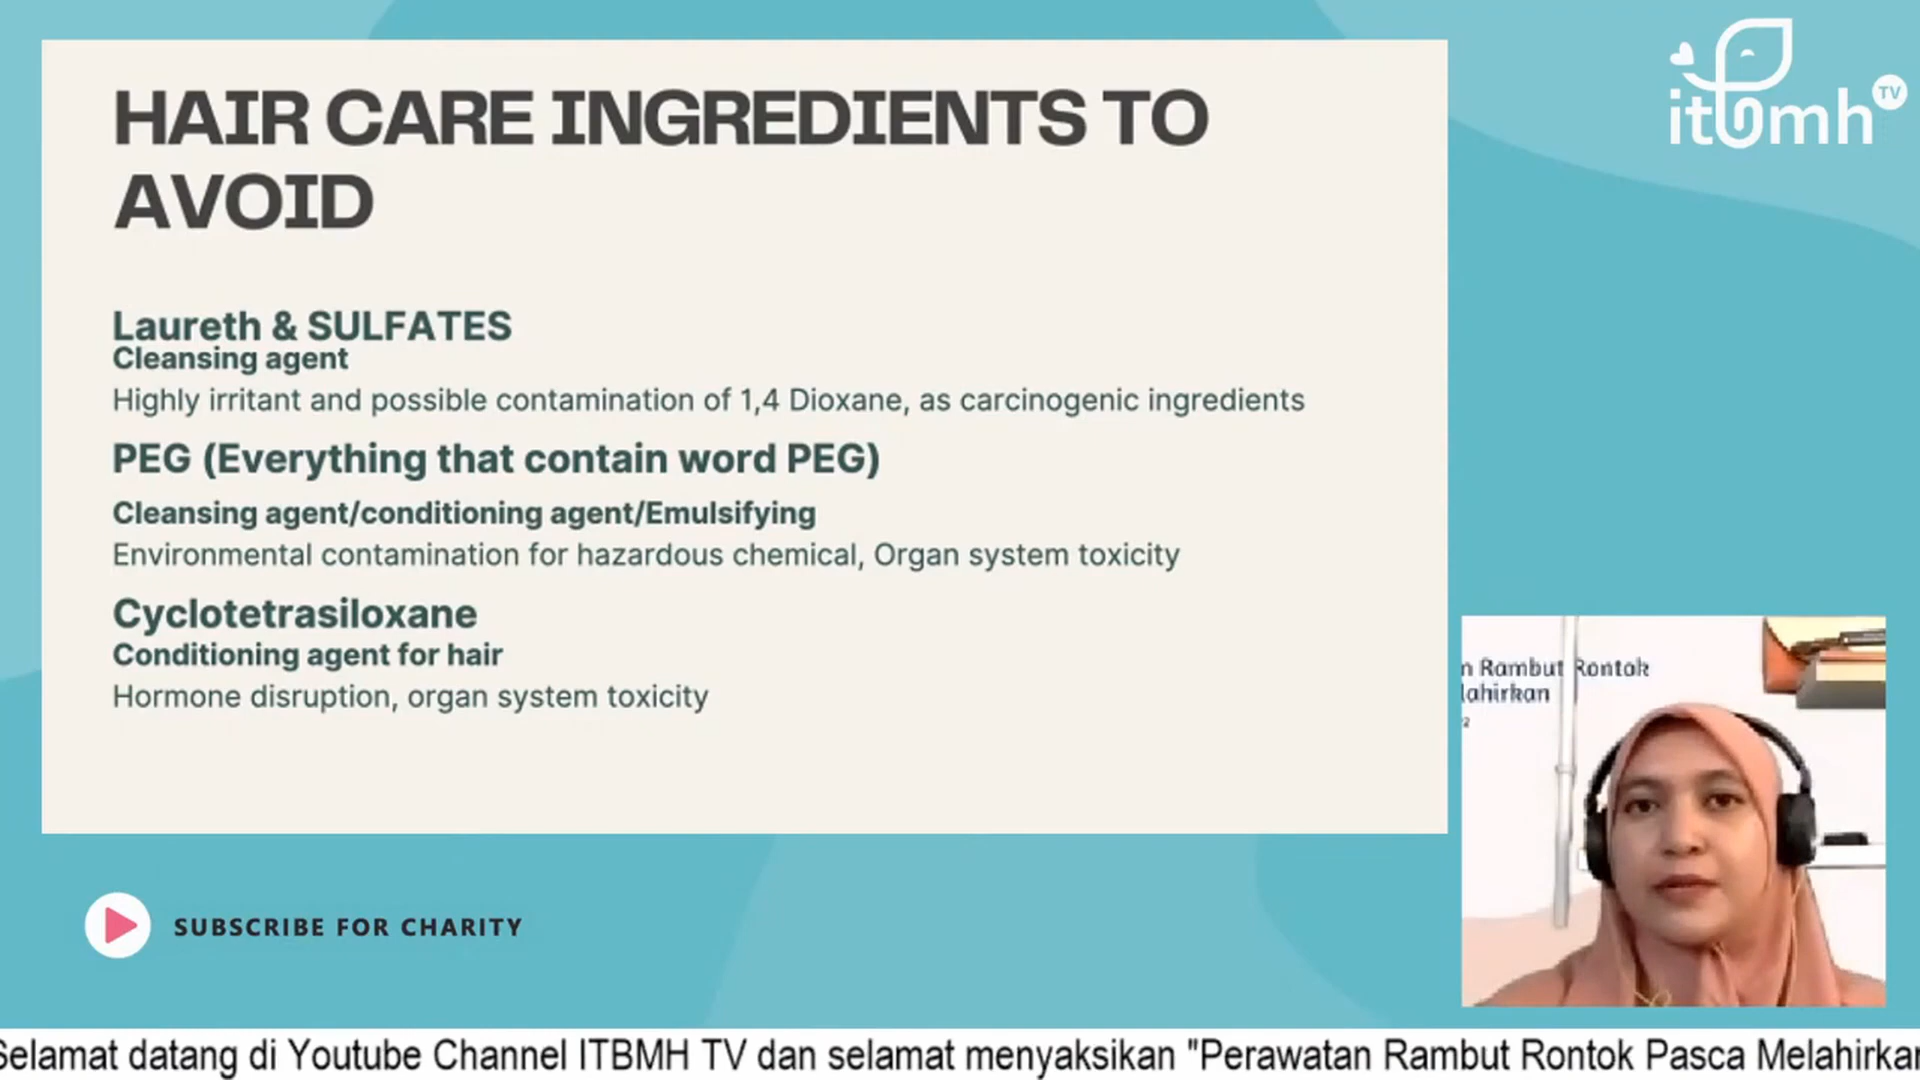 HAIR CARE INGREDIENTS TO
AVOID
Laureth & SULFATES
Cleansing agent
Highly irritant and possible contamination of 1,4 Dioxane, as carcinogenic ingredients
PEG (Everything that contain word PEG)
Cleansing agent/conditioning agent/Emulsifying
Environmental contamination for hazardous chemical, Organ system toxicity
Cyclotetrasiloxane
Conditioning agent for hair
Hormone disruption, organ system toxicity
itbmh TV
n Rambut Rontok
lahirkan
2
SUBSCRIBE FOR CHARITY
Selamat datang di Youtube Channel ITBMH TV dan selamat menyaksikan "Perawatan Rambut Rontok Pasca Melahirkan